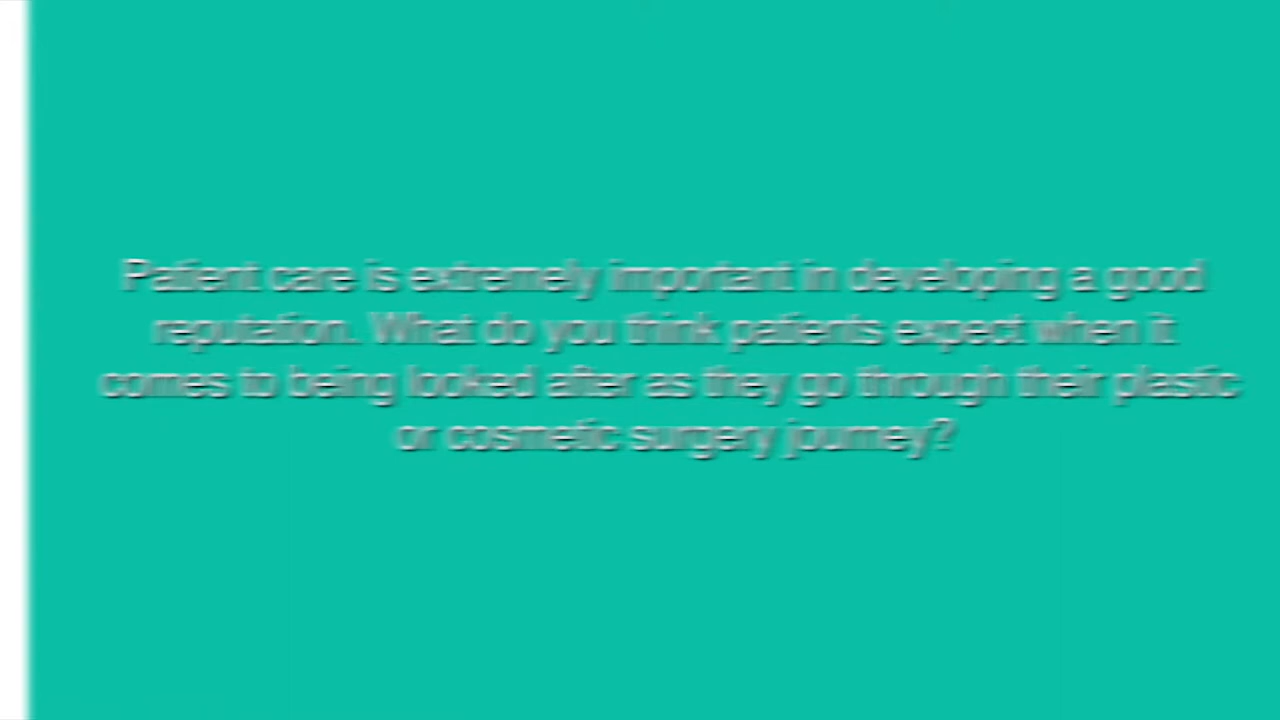 Patient care is extremely important in developing a good
reputation. What do you think patients expect when it
comes to being looked after as they go through their plastic
or cosmetic surgery journey?